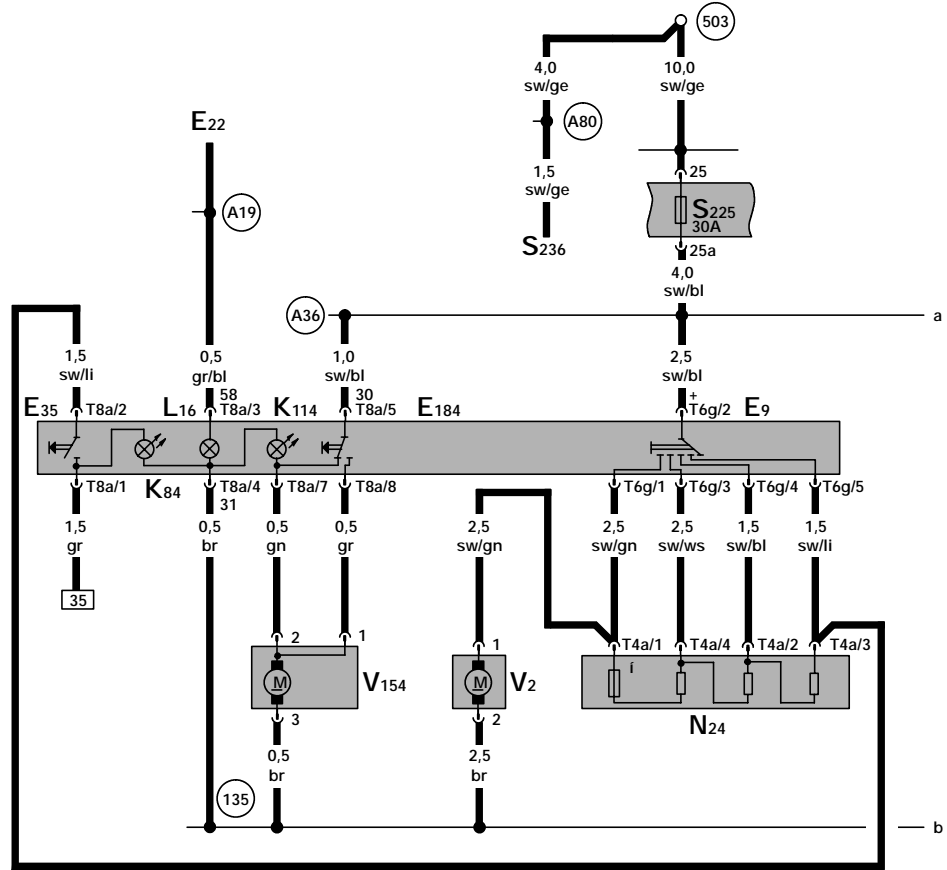 503
4,0 10,0
sw/ge sw/ge
A80
E22
1,5
sw/ge
25
A19
S225
30A
S236
25a
4,0
sw/bl
A36
a
1,5 0,5 1,0 2,5
sw/li gr/bl sw/bl sw/bl
58 30 +
E35 T8a/2 L16 T8a/3 K114 T8a/5 E184 T6g/2 E9
T8a/1 K84 T8a/4 T8a/7 T8a/8 T6g/1 T6g/3 T6g/4 T6g/5
31
1,5 0,5 0,5 0,5 2,5 2,5 2,5 1,5 1,5
gr br gn gr sw/gn sw/gn sw/ws sw/bl sw/li
35
2 1 1 T4a/1 T4a/4 T4a/2 T4a/3
í
M V154 M V2
N24
3 2
0,5 2,5
br br
135
b